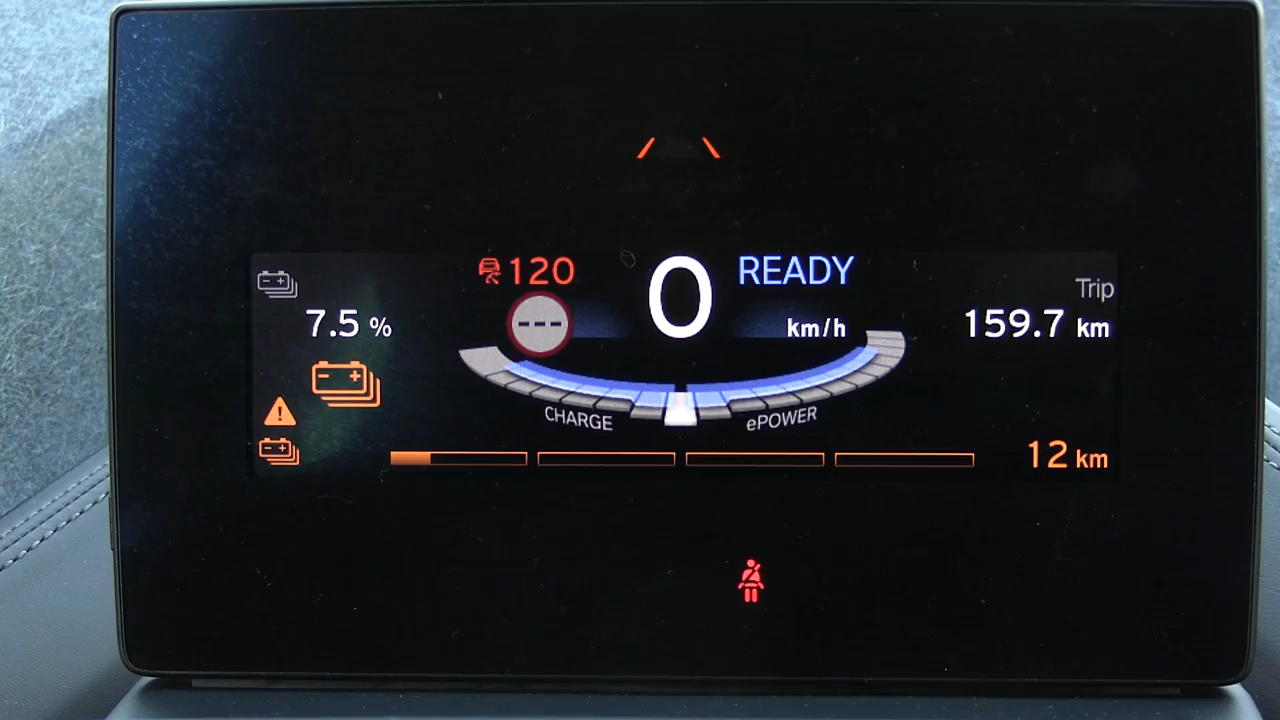 120
0
READY
Trip
7.5 %
---
km/h
159.7 km
CHARGE
ePOWER
12 km